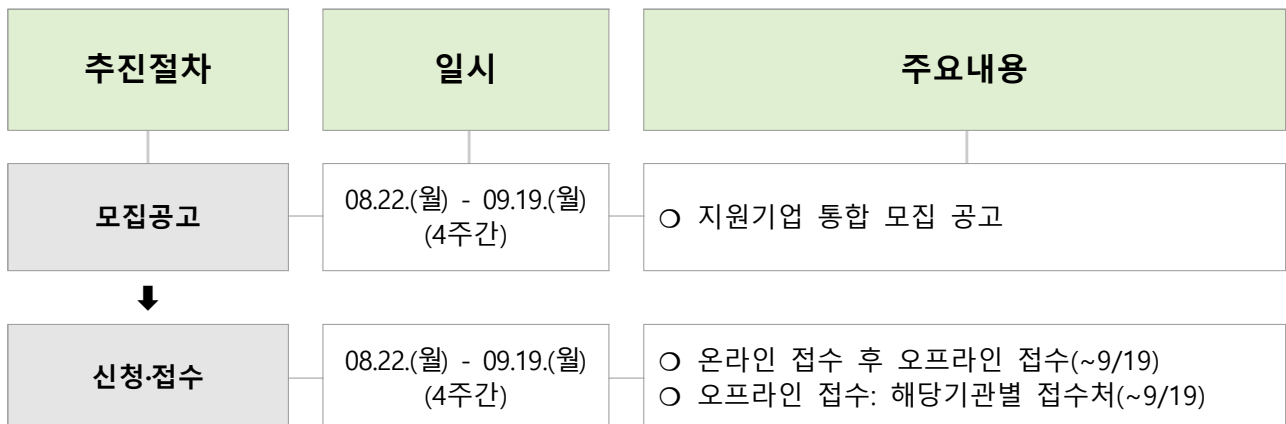 추진절차
일시
주요내용
모집공고
08.22.(월) - 09.19.(월)
(4주간)
❍ 지원기업 통합 모집 공고
⬇
신청·접수
08.22.(월) - 09.19.(월)
(4주간)
❍ 온라인 접수 후 오프라인 접수(~9/19)
❍ 오프라인 접수: 해당기관별 접수처(~9/19)